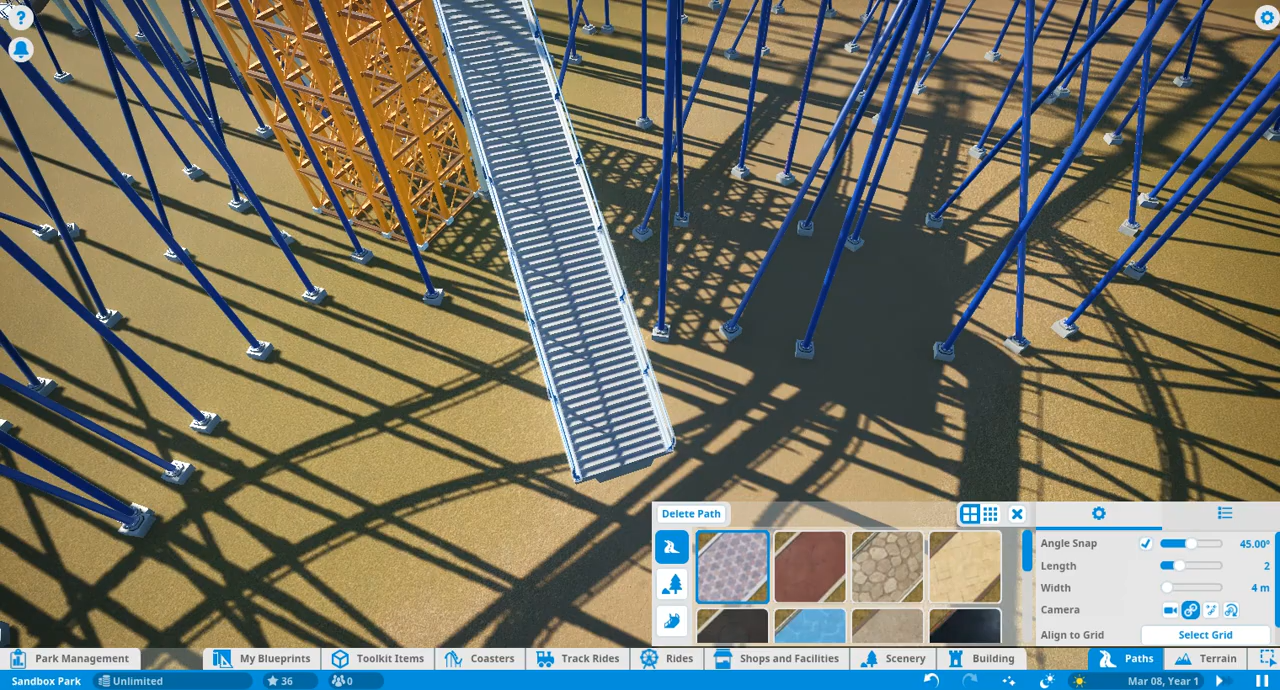 ?
Delete Path
Angle Snap 45.00°
Length 2
Width 4 m
Camera
Align to Grid Select Grid
Park Management My Blueprints Toolkit Items Coasters Track Rides Rides Shops and Facilities Scenery Building Paths Terrain
Sandbox Park Unlimited 36 0 Mar 08, Year 1